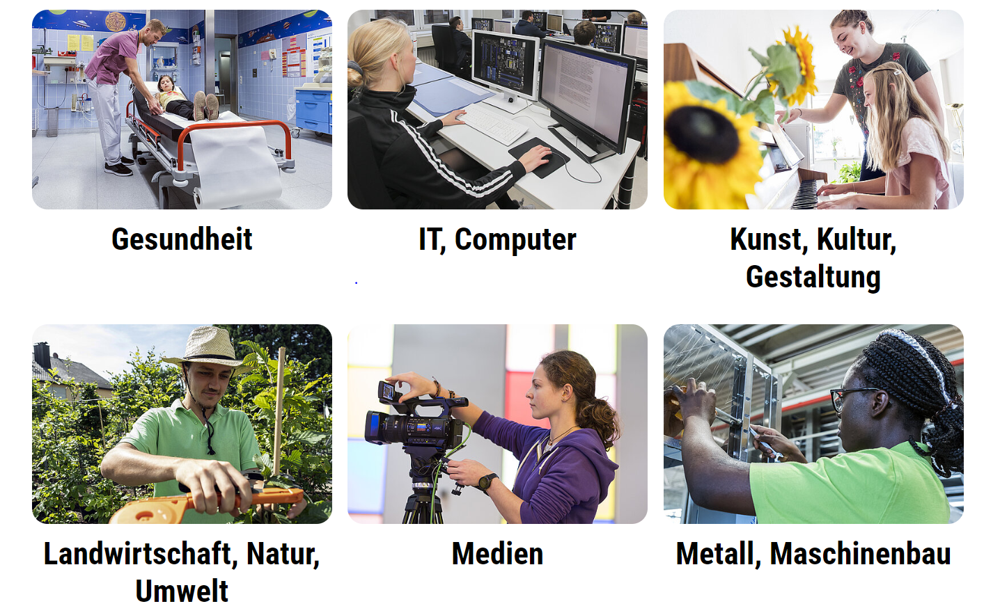 Gesundheit
IT, Computer
Kunst, Kultur,
Gestaltung
Landwirtschaft, Natur,
Umwelt
Medien
Metall, Maschinenbau